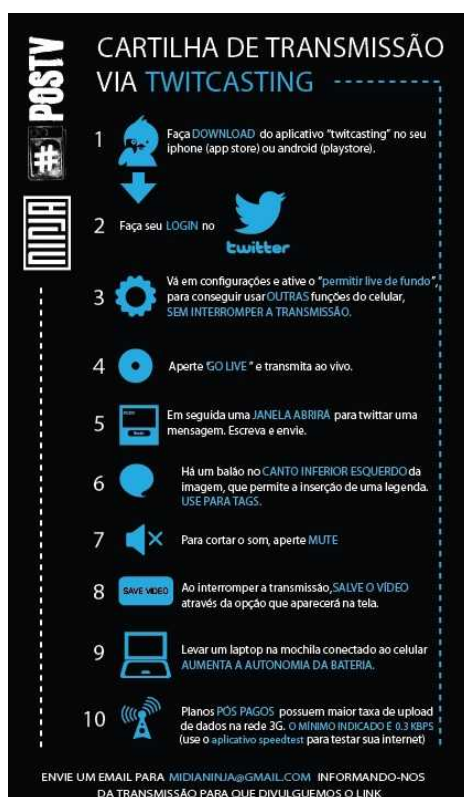 #POSTV
NINJA
CARTILHA DE TRANSMISSÃO
VIA TWITCASTING
1
Faça DOWNLOAD do aplicativo "twitcasting" no seu
iphone (app store) ou android (playstore).
2
Faça seu LOGIN no
twitter
3
Vá em configurações e ative o "permitir live de fundo",
para conseguir usar OUTRAS funções do celular,
SEM INTERROMPER A TRANSMISSÃO.
4
Aperte "GO LIVE" e transmita ao vivo.
5
Em seguida uma JANELA ABRIRÁ para twittar uma
mensagem. Escreva e envie.
6
Há um balão no CANTO INFERIOR ESQUERDO da
imagem, que permite a inserção de uma legenda.
USE PARA TAGS.
7
Para cortar o som, aperte MUTE
8
SAVE VIDEO
Ao interromper a transmissão, SALVE O VÍDEO
através da opção que aparecerá na tela.
9
Levar um laptop na mochila conectado ao celular
AUMENTA A AUTONOMIA DA BATERIA.
10
Planos PÓS PAGOS possuem maior taxa de upload
de dados na rede 3G. O MÍNIMO INDICADO É 0.3 KBPS
(use o aplicativo speedtest para testar sua internet)
ENVIE UM EMAIL PARA MIDIANINJA@GMAIL.COM INFORMANDO-NOS
DA TRANSMISSÃO PARA QUE DIVULGUEMOS O LINK